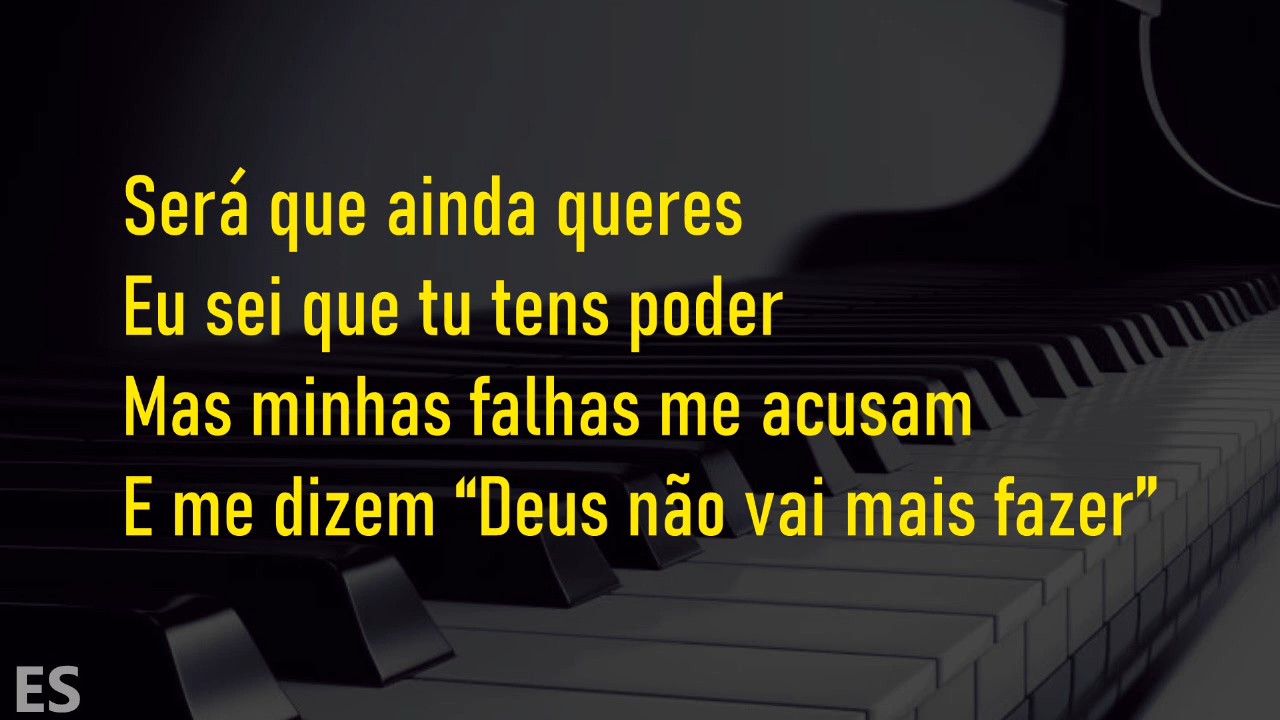 Será que ainda queres
Eu sei que tu tens poder
Mas minhas falhas me acusam
E me dizem “Deus não vai mais fazer”
ES